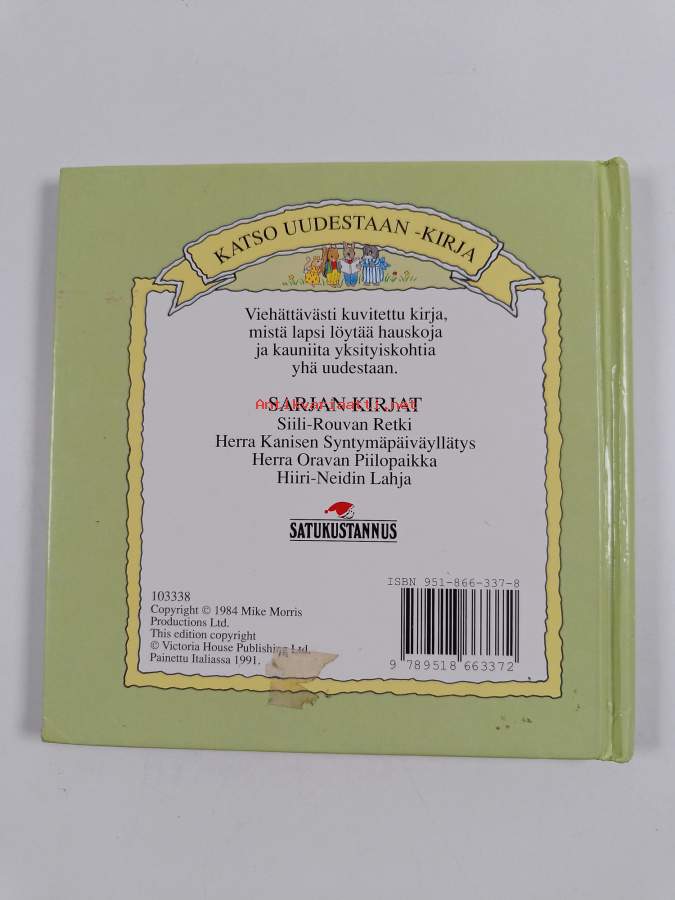 KATSO UUDESTAAN -KIRJA
Viehättävästi kuvitettu kirja,
mistä lapsi löytää hauskoja
ja kauniita yksityiskohtia
yhä uudestaan.
SARJAN KIRJAT
Antikvariaatti.net
Siili-Rouvan Retki
Herra Kanisen Syntymäpäiväyllätys
Herra Oravan Piilopaikka
Hiiri-Neidin Lahja
SATUKUSTANNUS
ISBN 951-866-337-8
9 789518 663372
103338
Copyright © 1984 Mike Morris
Productions Ltd.
This edition copyright
© Victoria House Publishing Ltd.
Painettu Italiassa 1991.